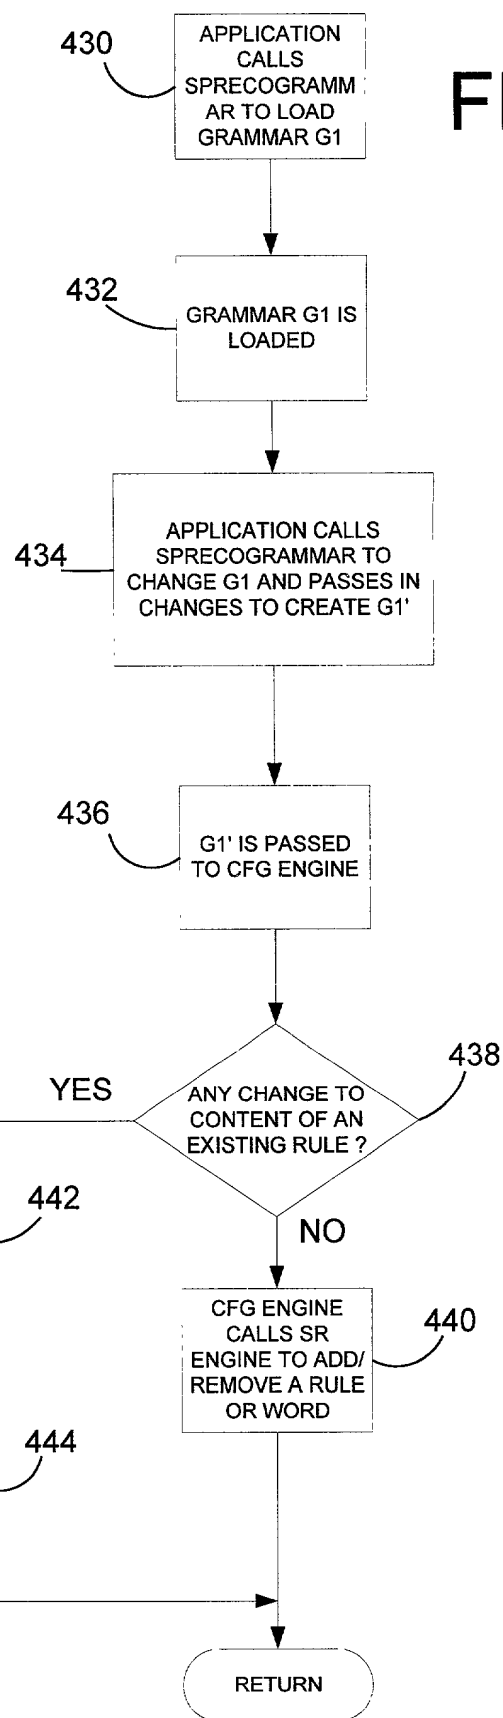 430
APPLICATION
CALLS
SPRECOGRAMM
AR TO LOAD
GRAMMAR G1
432
GRAMMAR G1 IS
LOADED
434
APPLICATION CALLS
SPRECOGRAMMAR TO
CHANGE G1 AND PASSES IN
CHANGES TO CREATE G1'
436
G1' IS PASSED
TO CFG ENGINE
438
YES
ANY CHANGE TO
CONTENT OF AN
EXISTING RULE ?
442
NO
CFG ENGINE
CALLS SR
ENGINE TO ADD/
REMOVE A RULE
OR WORD
440
444
RETURN